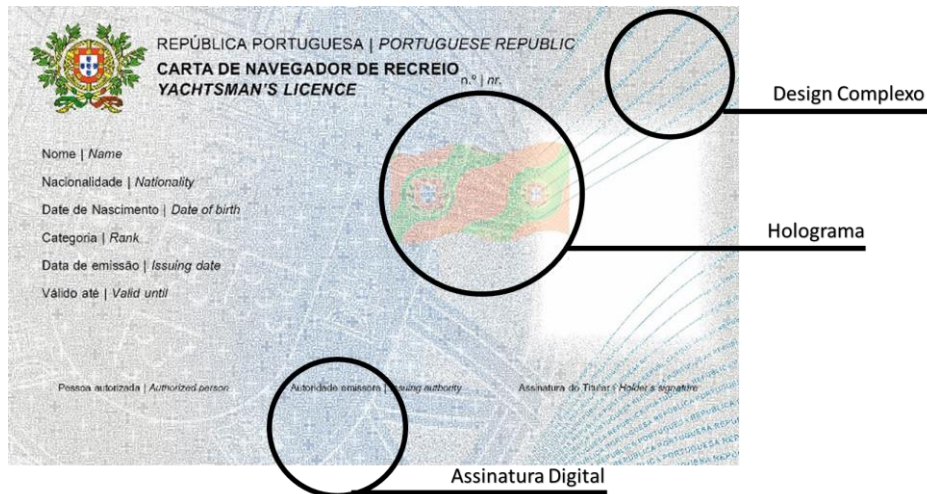 REPÚBLICA PORTUGUESA | PORTUGUESE REPUBLIC
CARTA DE NAVEGADOR DE RECREIO n.º | nr.
YACHTSMAN'S LICENCE
Design Complexo
Nome | Name
Nacionalidade | Nationality
Date de Nascimento | Date of birth
Categoria | Rank
Holograma
Data de emissão | Issuing date
Válido até | Valid until
Pessoa autorizada | Authorized person
Autoridade emissora | Issuing authority
Assinatura do Titular | Holder's signature
Assinatura Digital